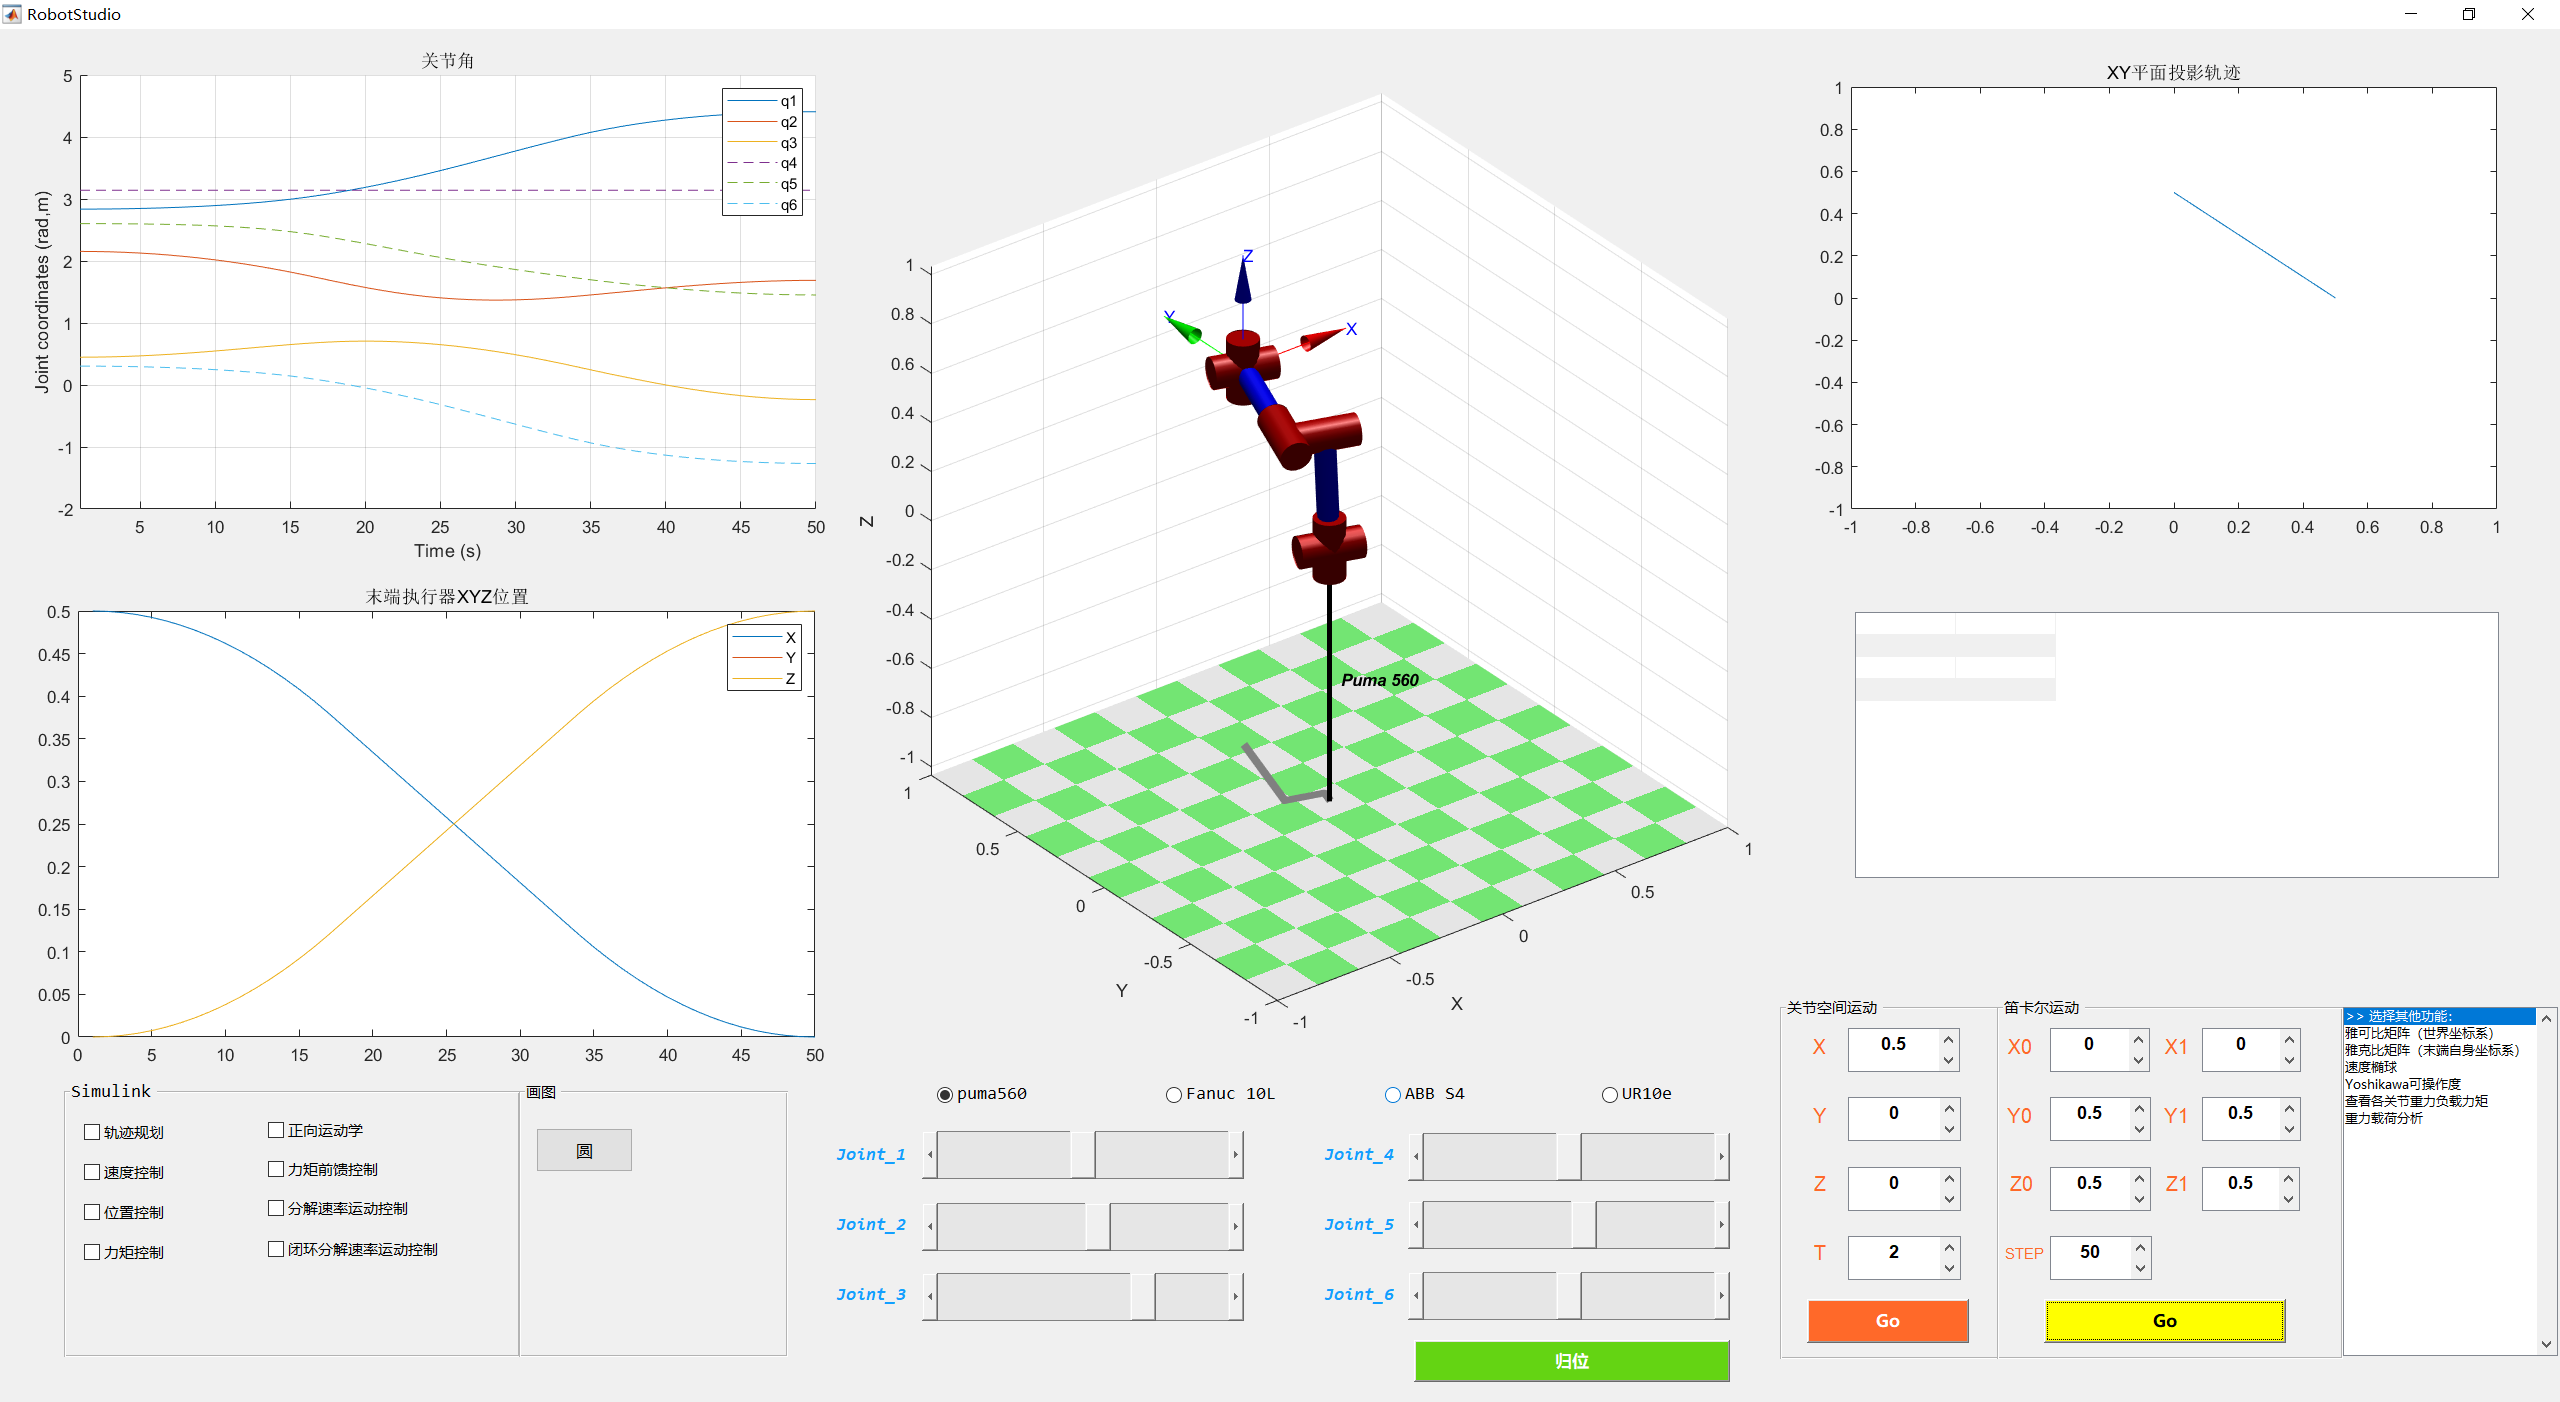 RobotStudio
关节角
5
4
3
2
1
0
-1
-2
Joint coordinates (rad,m)
q1
q2
q3
q4
q5
q6
5 10 15 20 25 30 35 40 45 50
Time (s)
末端执行器XYZ位置
0.5
0.45
0.4
0.35
0.3
0.25
0.2
0.15
0.1
0.05
0
X
Y
Z
0 5 10 15 20 25 30 35 40 45 50
Z
Y
X
1
0.8
0.6
0.4
0.2
0
-0.2
-0.4
-0.6
-0.8
-1
Z
Puma 560
1
0.5
0
-0.5
-1
Y
-1
-0.5
0
0.5
1
X
XY平面投影轨迹
1
0.8
0.6
0.4
0.2
0
-0.2
-0.4
-0.6
-0.8
-1
-1 -0.8 -0.6 -0.4 -0.2 0 0.2 0.4 0.6 0.8 1
Simulink
轨迹规划
速度控制
位置控制
力矩控制
正向运动学
力矩前馈控制
分解速率运动控制
闭环分解速率运动控制
画图
圆
puma560 Fanuc 10L ABB S4 UR10e
Joint_1
Joint_2
Joint_3
Joint_4
Joint_5
Joint_6
归位
关节空间运动
X 0.5
Y 0
Z 0
T 2
Go
笛卡尔运动
X0 0 X1 0
Y0 0.5 Y1 0.5
Z0 0.5 Z1 0.5
STEP 50
Go
>> 选择其他功能:
雅可比矩阵（世界坐标系）
雅克比矩阵（末端自身坐标系）
速度椭球
Yoshikawa可操作度
查看各关节重力负载力矩
重力载荷分析